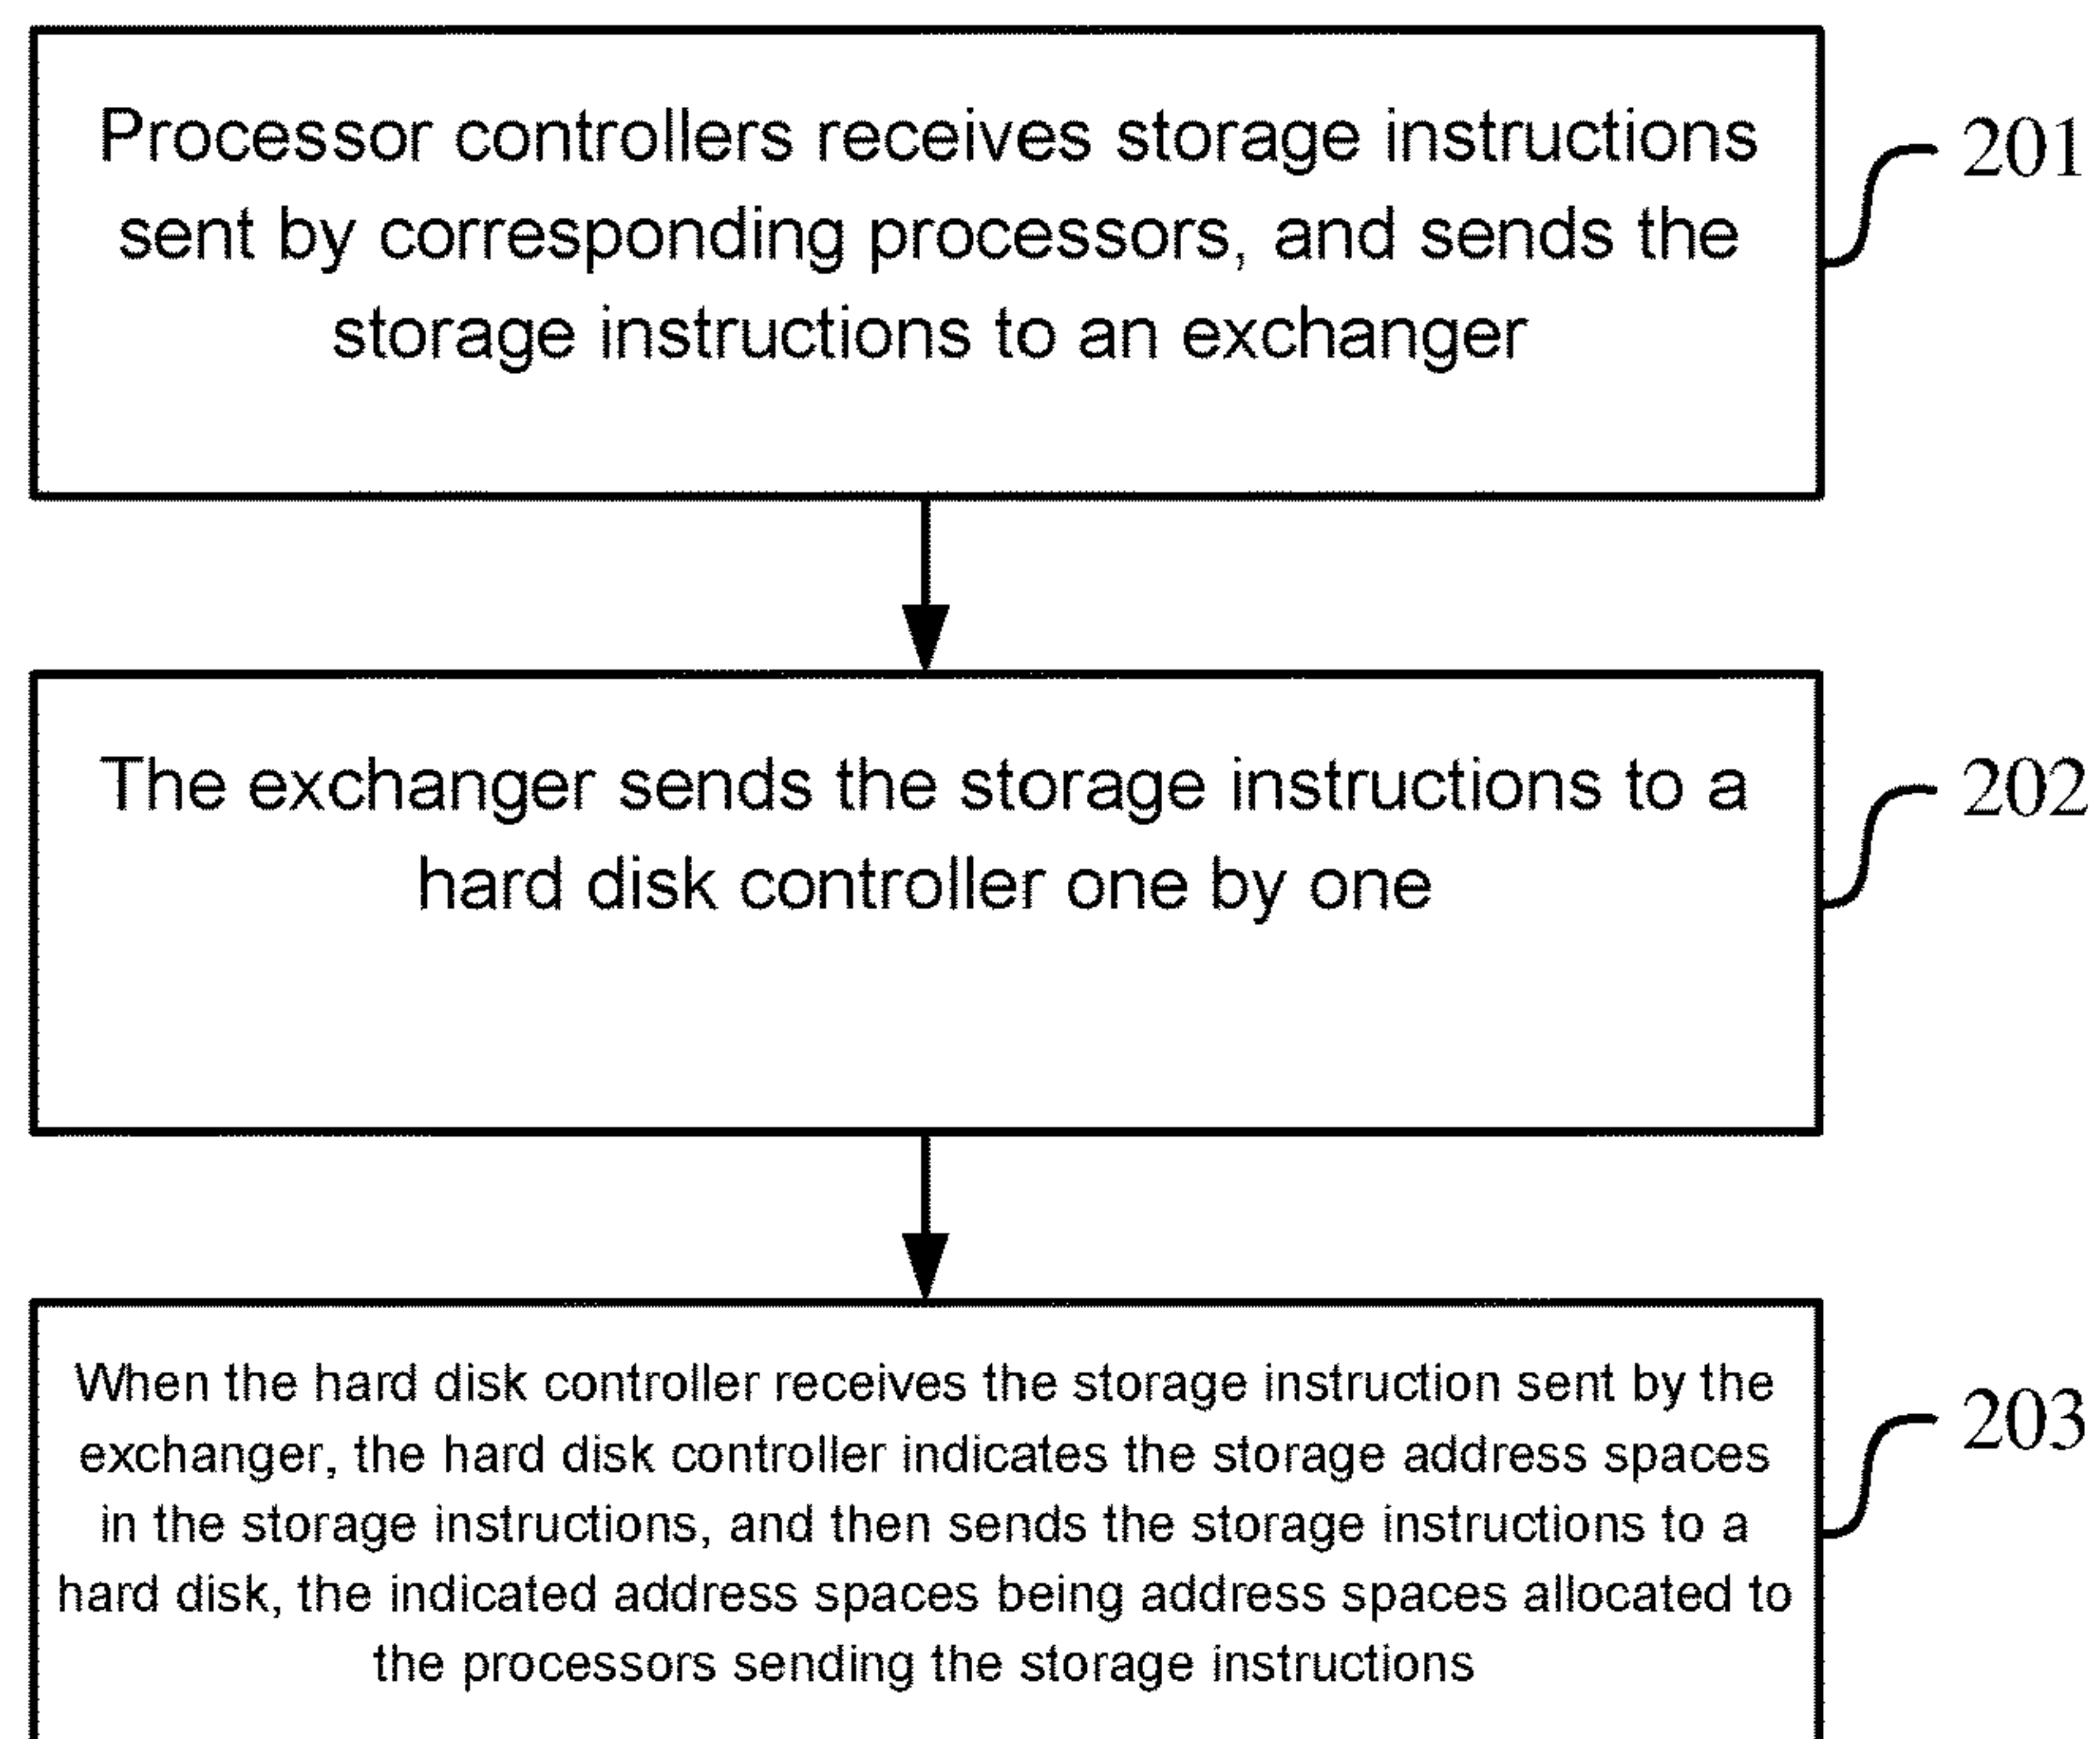 Processor controllers receives storage instructions
sent by corresponding processors, and sends the
storage instructions to an exchanger
201
The exchanger sends the storage instructions to a
hard disk controller one by one
202
When the hard disk controller receives the storage instruction sent by the
exchanger, the hard disk controller indicates the storage address spaces
in the storage instructions, and then sends the storage instructions to a
hard disk, the indicated address spaces being address spaces allocated to
the processors sending the storage instructions
203